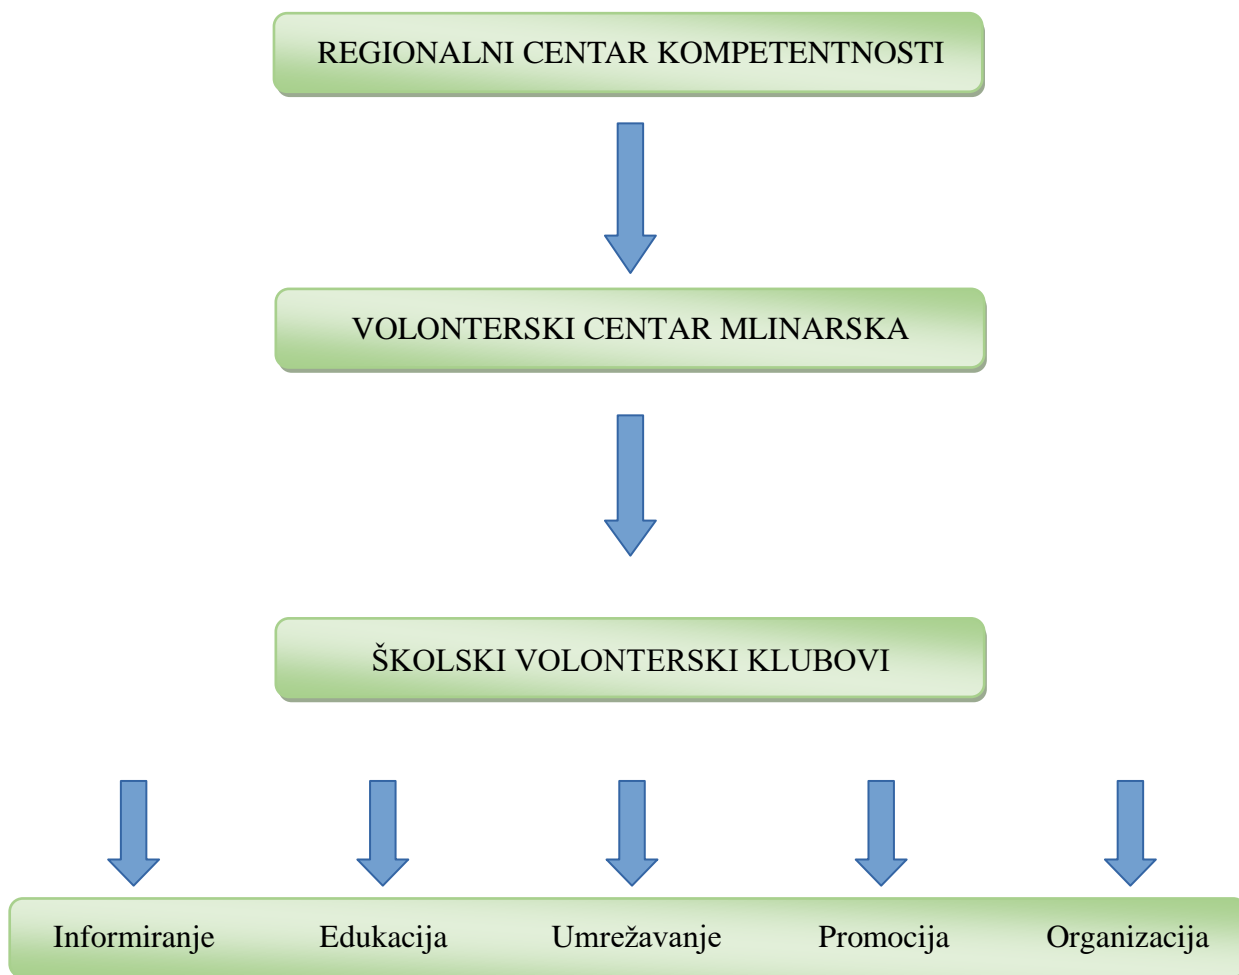 REGIONALNI CENTAR KOMPETENTNOSTI
VOLONTERSKI CENTAR MLINARSKA
ŠKOLSKI VOLONTERSKI KLUBOVI
Informiranje Edukacija Umrežavanje Promocija Organizacija